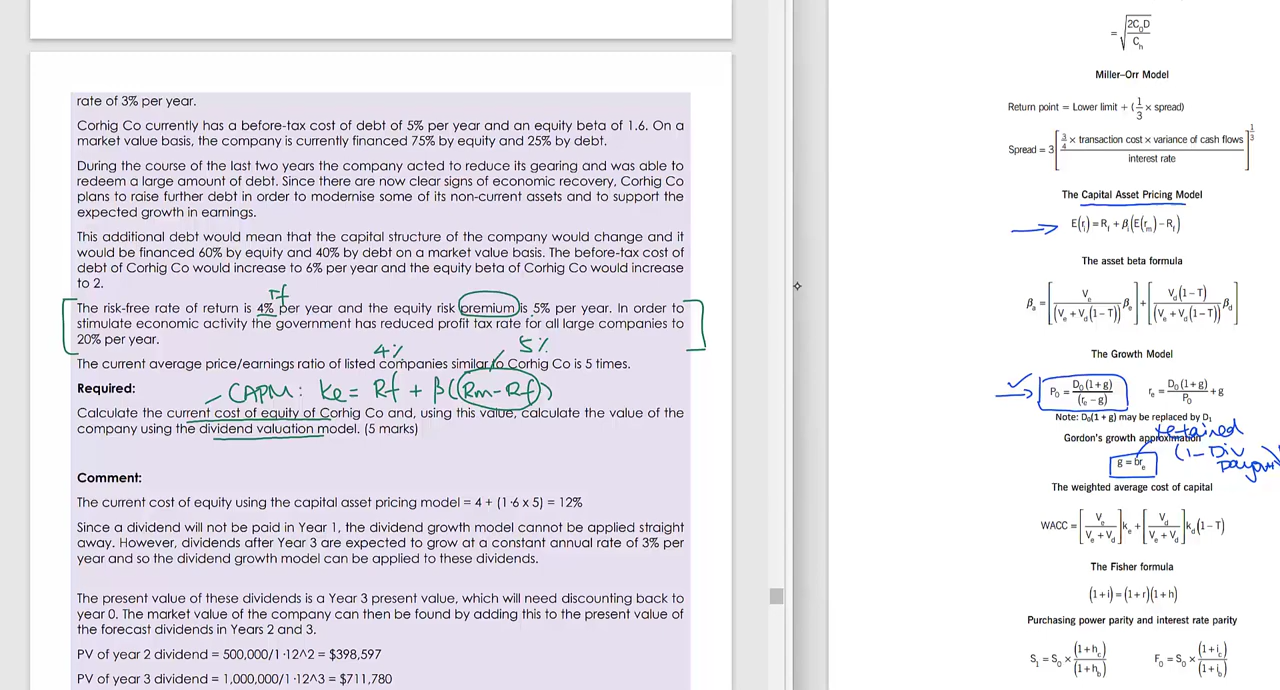 rate of 3% per year.
Corhig Co currently has a before-tax cost of debt of 5% per year and an equity beta of 1.6. On a
market value basis, the company is currently financed 75% by equity and 25% by debt.
During the course of the last two years the company acted to reduce its gearing and was able to
redeem a large amount of debt. Since there are now clear signs of economic recovery, Corhig Co
plans to raise further debt in order to modernise some of its non-current assets and to support the
expected growth in earnings.
This additional debt would mean that the capital structure of the company would change and it
would be financed 60% by equity and 40% by debt on a market value basis. The before-tax cost of
debt of Corhig Co would increase to 6% per year and the equity beta of Corhig Co would increase
to 2.
rf
The risk-free rate of return is 4% per year and the equity risk premium is 5% per year. In order to
stimulate economic activity the government has reduced profit tax rate for all large companies to
20% per year.
4% 5%
The current average price/earnings ratio of listed companies similar to Corhig Co is 5 times.
Required:
CAPM: Ke = Rf + β(Rm-Rf)
Calculate the current cost of equity of Corhig Co and, using this value, calculate the value of the
company using the dividend valuation model. (5 marks)
Comment:
The current cost of equity using the capital asset pricing model = 4 + (1·6 x 5) = 12%
Since a dividend will not be paid in Year 1, the dividend growth model cannot be applied straight
away. However, dividends after Year 3 are expected to grow at a constant annual rate of 3% per
year and so the dividend growth model can be applied to these dividends.
The present value of these dividends is a Year 3 present value, which will need discounting back to
year 0. The market value of the company can then be found by adding this to the present value of
the forecast dividends in Years 2 and 3.
PV of year 2 dividend = 500,000/1·12^2 = $398,597
PV of year 3 dividend = 1,000,000/1·12^3 = $711,780
= √(2C₀D / Cₕ)
Miller–Orr Model
Return point = Lower limit + (1/3 × spread)
Spread = 3 [ (3/4 × transaction cost × variance of cash flows) / interest rate ]^(1/3)
The Capital Asset Pricing Model
E(rᵢ) = R_f + βᵢ(E(rₘ) – R_f)
The asset beta formula
βₐ = [ Vₑ / (Vₑ + V_d(1 – T)) βₑ ] + [ V_d(1 – T) / (Vₑ + V_d(1 – T)) β_d ]
The Growth Model
P₀ = D₀(1 + g) / (rₑ – g) rₑ = D₀(1 + g) / P₀ + g
Note: D₀(1 + g) may be replaced by D₁
Gordon's growth approximation
retained
(1 - Div
payout)
g = brₑ
The weighted average cost of capital
WACC = [ Vₑ / (Vₑ + V_d) ] kₑ + [ V_d / (Vₑ + V_d) ] k_d(1 – T)
The Fisher formula
(1 + i) = (1 + r)(1 + h)
Purchasing power parity and interest rate parity
S₁ = S₀ × (1 + h_c) / (1 + h_b) F₀ = S₀ × (1 + i_c) / (1 + i_b)